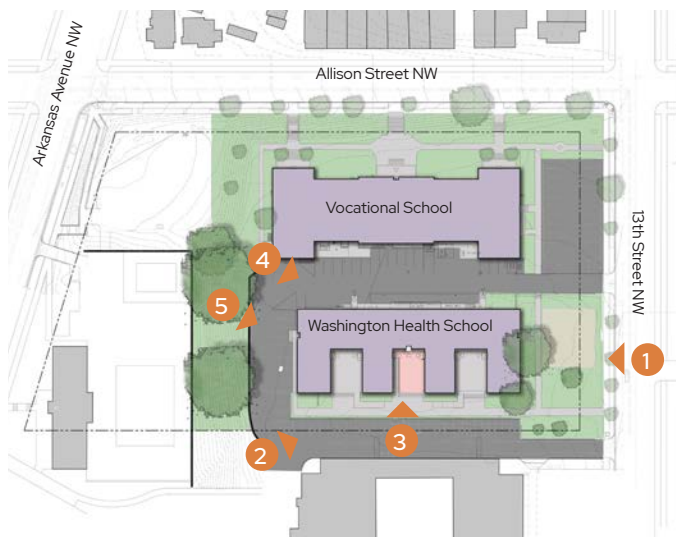 Allison Street NW
Arkansas Avenue NW
Vocational School
13th Street NW
4
5
Washington Health School
1
3
2